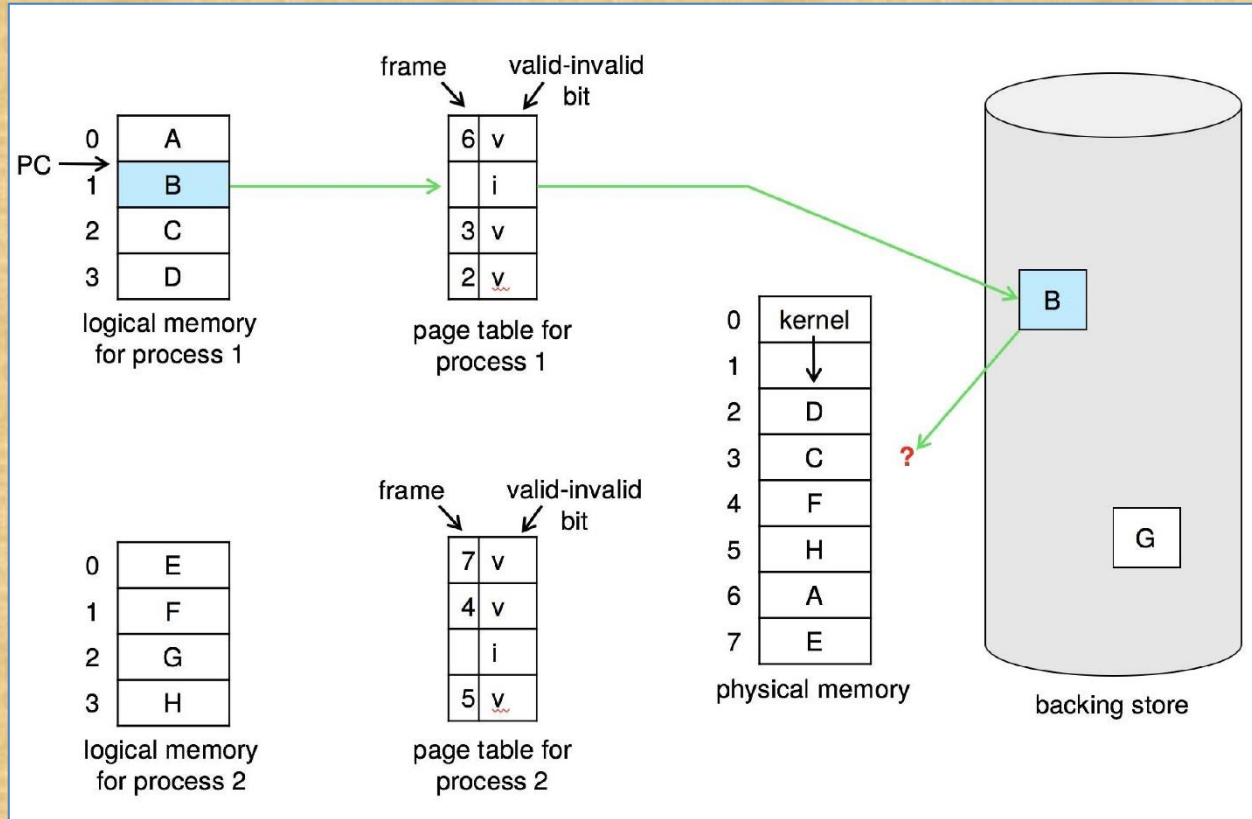 frame valid-invalid
bit
PC
0 A 6 v
1 B i
2 C 3 v
3 D 2 v
logical memory
for process 1
page table for
process 1
B
0 kernel
1
2 D
3 C ?
4 F
5 H
6 A
7 E
physical memory
G
backing store
frame valid-invalid
bit
0 E 7 v
1 F 4 v
2 G i
3 H 5 v
logical memory
for process 2
page table for
process 2